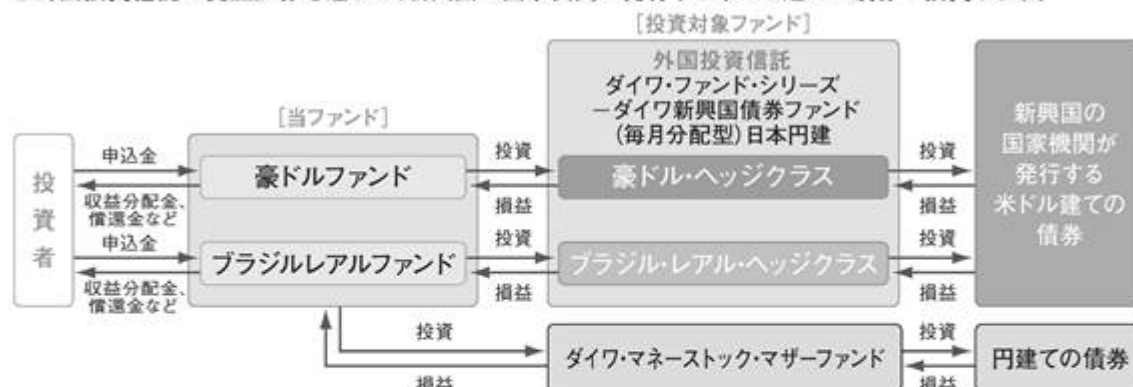 [投資対象ファンド]
外国投資信託
ダイワ・ファンド・シリーズ
－ダイワ新興国債券ファンド
(毎月分配型)日本円建
[当ファンド]
投資者
申込金
収益分配金、
償還金など
申込金
収益分配金、
償還金など
豪ドルファンド
ブラジルレアルファンド
投資
損益
投資
損益
豪ドル・ヘッジクラス
ブラジル・レアル・ヘッジクラス
投資
損益
投資
損益
新興国の
国家機関が
発行する
米ドル建ての
債券
投資
損益
ダイワ・マネーストック・マザーファンド
投資
損益
円建ての債券